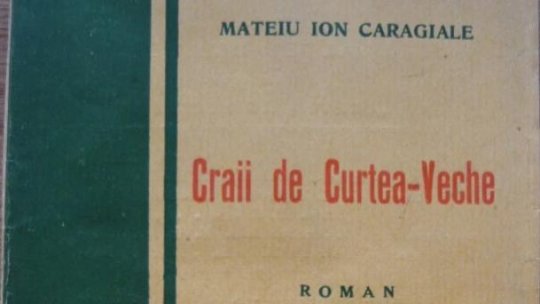 MATEIU ION CARAGIALE
Craii de Curtea-Veche
ROMAN